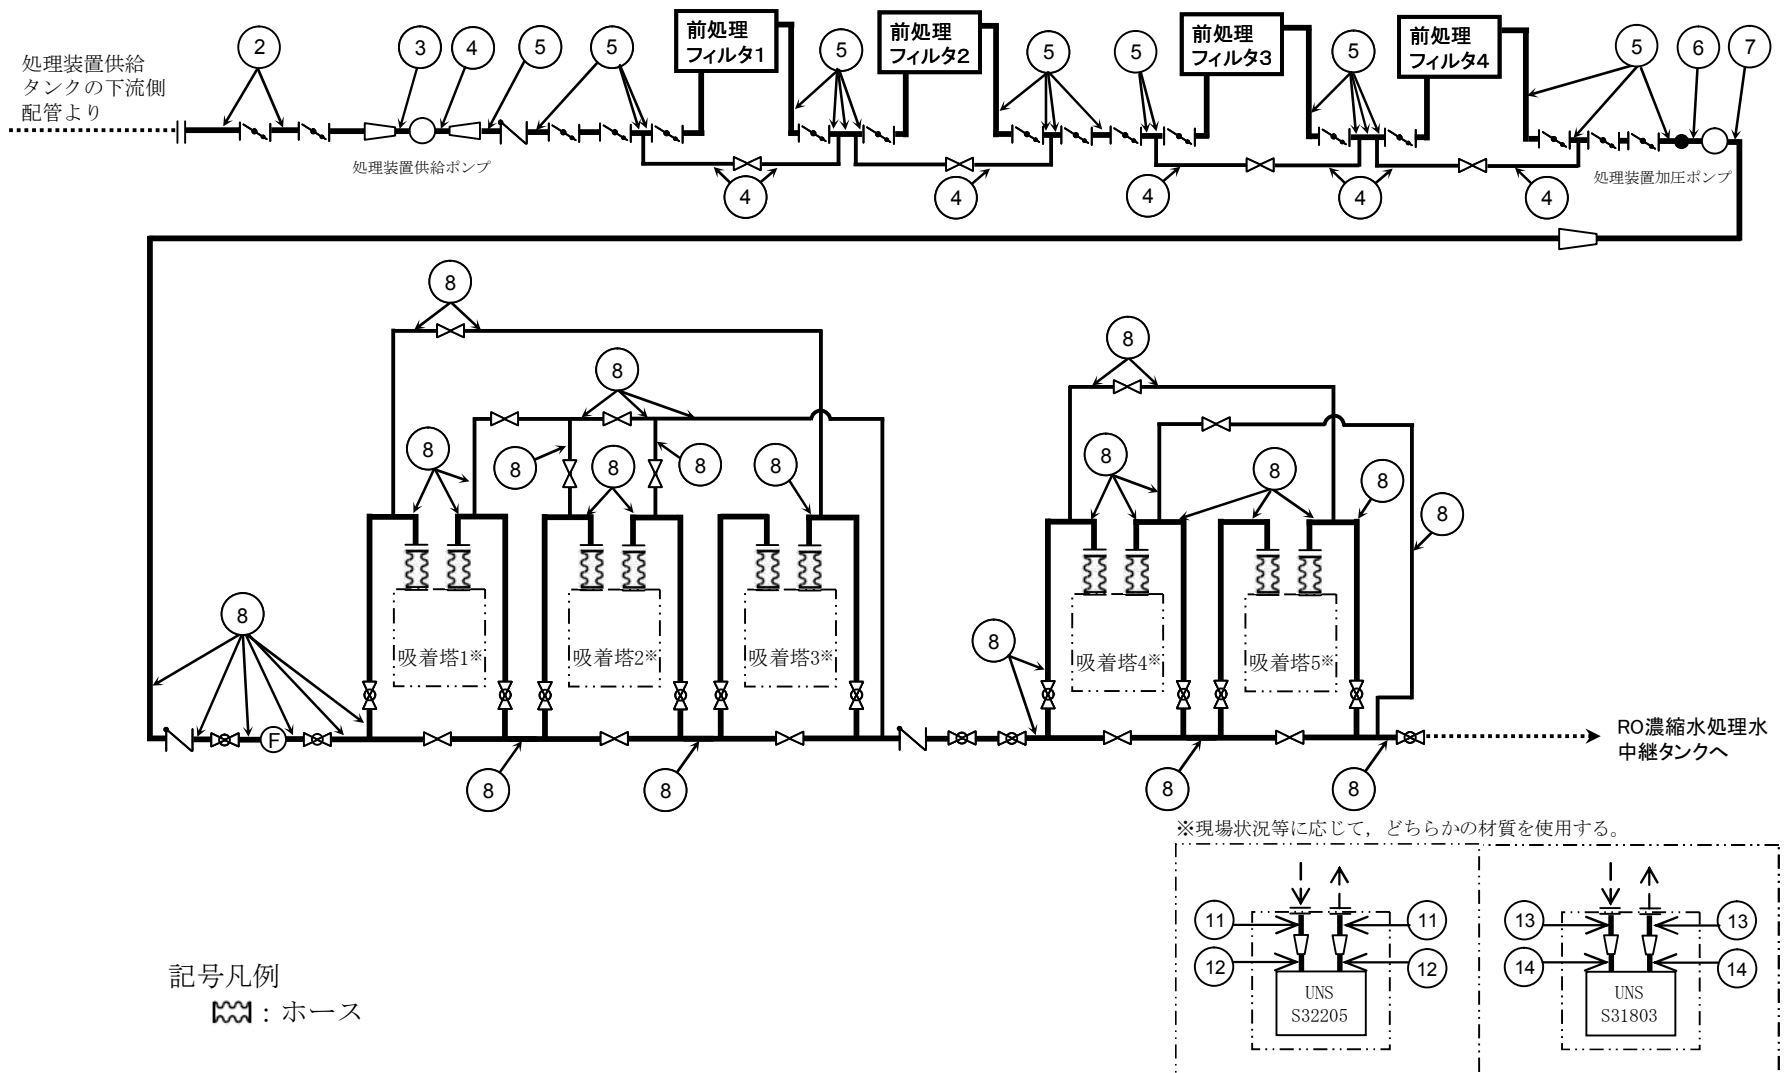 処理装置供給
タンクの下流側
配管より
2
3
4
5
5
前処理
フィルタ1
5
前処理
フィルタ2
5
5
前処理
フィルタ3
5
前処理
フィルタ4
5
6
7
処理装置供給ポンプ
処理装置加圧ポンプ
4
4
4
4
4
8
8
8
8
8
8
8
8
8
8
8
8
8
吸着塔1※
吸着塔2※
吸着塔3※
吸着塔4※
吸着塔5※
8
8
F
8
8
8
8
RO濃縮水処理水
中継タンクへ
※現場状況等に応じて，どちらかの材質を使用する。
11
11
12
12
UNS
S32205
13
13
14
14
UNS
S31803
記号凡例
：ホース